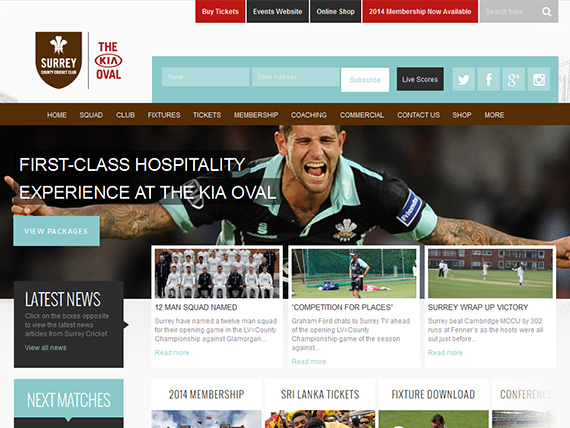 Buy Tickets
Events Website
Online Shop
2014 Membership Now Available
Search here...
SURREY
COUNTY CRICKET CLUB
THE
KIA
OVAL
Name
Email Address
Subscribe
Live Scores
HOME SQUAD CLUB FIXTURES TICKETS MEMBERSHIP COACHING COMMERCIAL CONTACT US SHOP MORE
FIRST-CLASS HOSPITALITY
EXPERIENCE AT THE KIA OVAL
VIEW PACKAGES
LATEST NEWS
Click on the boxes opposite
to view the latest news
articles from Surrey Cricket.
View all news
12 MAN SQUAD NAMED
Surrey have named a twelve man squad
for their opening game in the LV=County
Championship against Glamorgan...
Read more
“COMPETITION FOR PLACES”
Graham Ford chats to Surrey TV ahead
of the opening LV=County
Championship game of the season
against...
Read more
SURREY WRAP UP VICTORY
Surrey beat Cambridge MCCU by 302
runs at Fenner's as the hosts were all
out just before...
Read more
NEXT MATCHES
2014 MEMBERSHIP
SRI LANKA TICKETS
FIXTURE DOWNLOAD
CONFERENCE